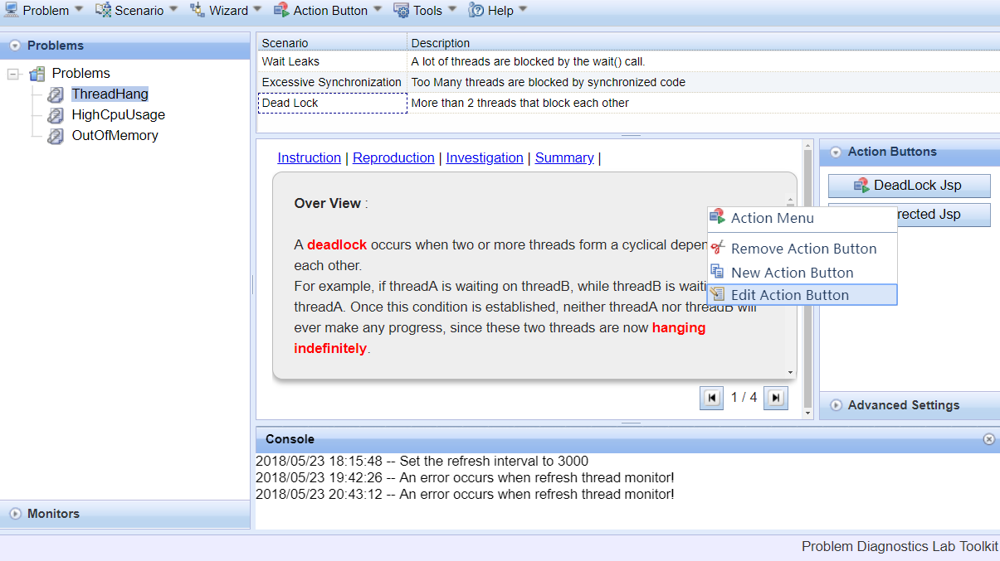 Problem Scenario Wizard Action Button Tools Help
Problems
Problems
ThreadHang
HighCpuUsage
OutOfMemory
Monitors
Scenario Description
Wait Leaks A lot of threads are blocked by the wait() call.
Excessive Synchronization Too Many threads are blocked by synchronized code
Dead Lock More than 2 threads that block each other
Instruction | Reproduction | Investigation | Summary |
Over View :
A deadlock occurs when two or more threads form a cyclical
each other.
For example, if threadA is waiting on threadB, while threadB is
threadA. Once this condition is established, neither threadA nor threadB will
ever make any progress, since these two threads are now hanging
indefinitely.
1 / 4
Action Buttons
DeadLock Jsp
Jsp
Action Menu
Remove Action Button
New Action Button
Edit Action Button
Advanced Settings
Console
2018/05/23 18:15:48 -- Set the refresh interval to 3000
2018/05/23 19:42:26 -- An error occurs when refresh thread monitor!
2018/05/23 20:43:12 -- An error occurs when refresh thread monitor!
Problem Diagnostics Lab Toolkit